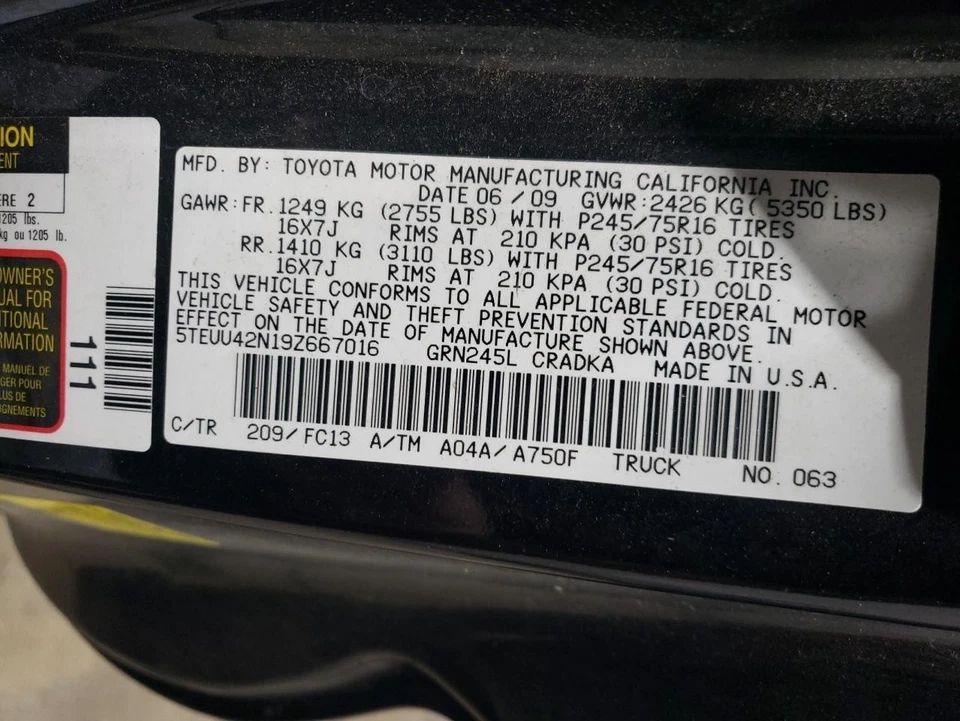 ION
ENT
ERE 2
1205 lbs.
kg ou 1205 lb.
OWNER'S
UAL FOR
ITIONAL
RMATION
MANUEL DE
GER POUR
LUS DE
IGNEMENTS
111
MFD. BY: TOYOTA MOTOR MANUFACTURING CALIFORNIA INC.
DATE 06 / 09 GVWR:2426 KG( 5350 LBS)
GAWR:FR.1249 KG (2755 LBS) WITH P245/75R16 TIRES
16X7J RIMS AT 210 KPA (30 PSI) COLD.
RR.1410 KG (3110 LBS) WITH P245/75R16 TIRES
16X7J RIMS AT 210 KPA (30 PSI) COLD.
THIS VEHICLE CONFORMS TO ALL APPLICABLE FEDERAL MOTOR
VEHICLE SAFETY AND THEFT PREVENTION STANDARDS IN
EFFECT ON THE DATE OF MANUFACTURE SHOWN ABOVE.
5TEUU42N19Z667016 GRN245L CRADKA MADE IN U.S.A.
C/TR 209/FC13 A/TM A04A/A750F TRUCK NO.063